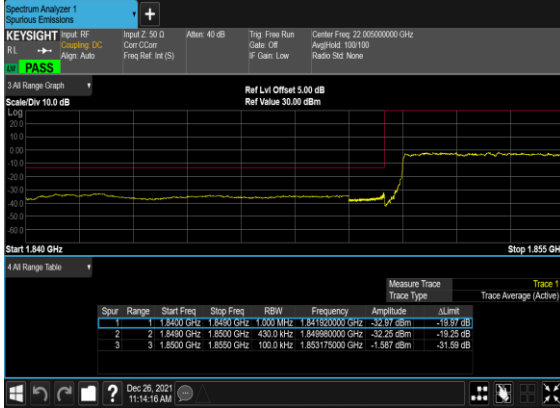 Spectrum Analyzer 1
Spurious Emissions
+
KEYSIGHT Input: RF Input Z: 50 Ω Atten: 40 dB Trig: Free Run Center Freq: 22.005000000 GHz
RL Coupling: DC Corr CCorr Gate: Off Avg|Hold: 100/100
Align: Auto Freq Ref: Int (S) IF Gain: Low Radio Std: None
PASS
3 All Range Graph
Ref Lvl Offset 5.00 dB
Scale/Div 10.0 dB Ref Value 30.00 dBm
Log
20.0
10.0
0.00
-10.0
-20.0
-30.0
-40.0
-50.0
-60.0
Start 1.840 GHz Stop 1.855 GH
4 All Range Table
Measure Trace Trace 1
Trace Type Trace Average (Active)
Spur Range Start Freq Stop Freq RBW Frequency Amplitude ΔLimit
1 1 1.8400 GHz 1.8490 GHz 1.000 MHz 1.841920000 GHz -32.97 dBm -19.97 dB
2 2 1.8490 GHz 1.8500 GHz 430.0 kHz 1.849980000 GHz -32.25 dBm -19.25 dB
3 3 1.8500 GHz 1.8550 GHz 100.0 kHz 1.853175000 GHz -1.587 dBm -31.59 dB
?
Dec 26, 2021
11:14:16 AM